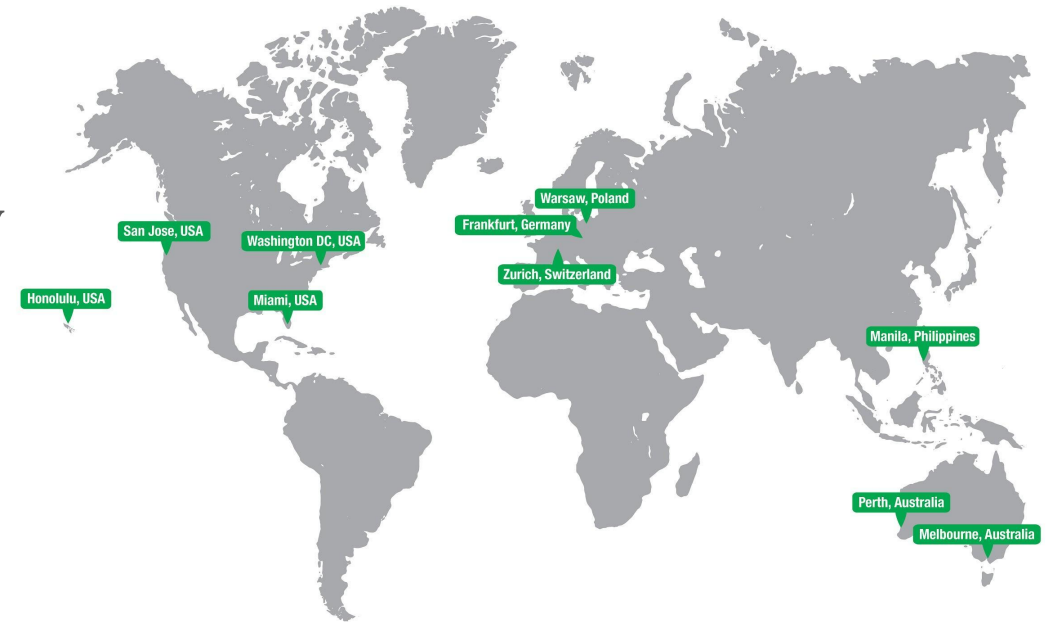 Warsaw, Poland
Frankfurt, Germany
San Jose, USA
Washington DC, USA
Zurich, Switzerland
Honolulu, USA
Miami, USA
Manila, Philippines
Perth, Australia
Melbourne, Australia